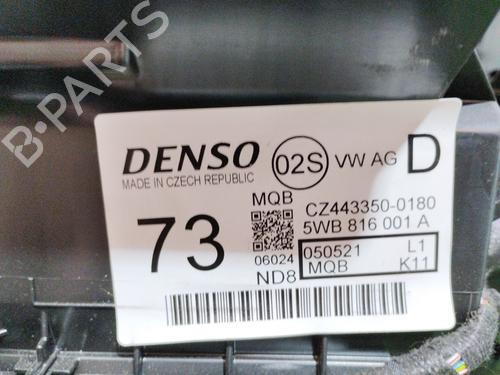 B-PARTS
DENSO
MADE IN CZECH REPUBLIC
02S
VW AG
D
MQB
73
06024
ND8
CZ443350-0180
5WB 816 001 A
050521 L1
MQB K11